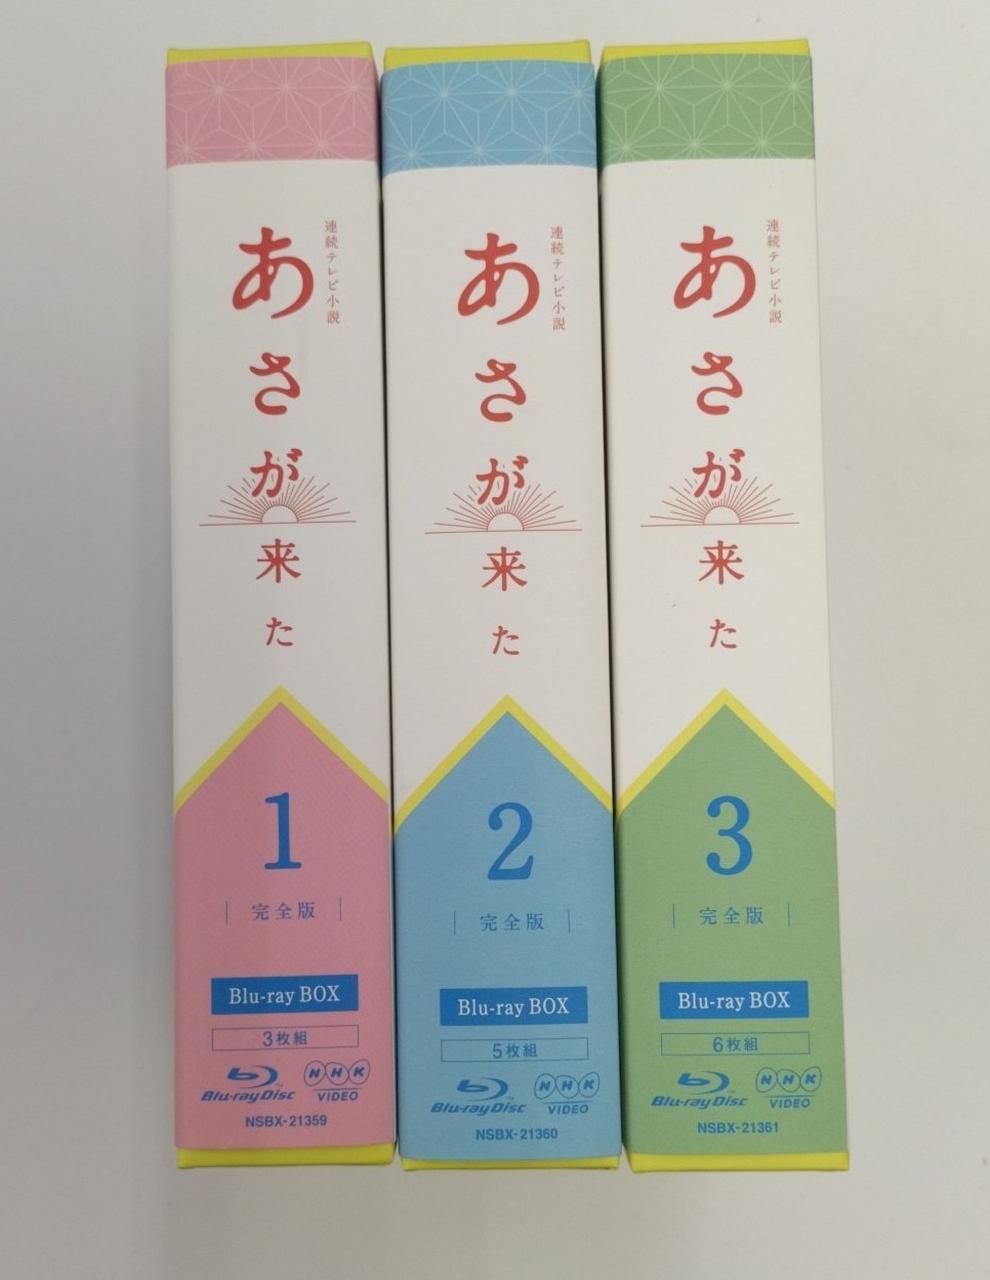 連続テレビ小説
あさが来た
1
完全版
Blu-ray BOX
3枚組
Blu-ray Disc
NHK
VIDEO
NSBX-21359
連続テレビ小説
あさが来た
2
完全版
Blu-ray BOX
5枚組
Blu-ray Disc
NHK
VIDEO
NSBX-21360
連続テレビ小説
あさが来た
3
完全版
Blu-ray BOX
6枚組
Blu-ray Disc
NHK
VIDEO
NSBX-21361